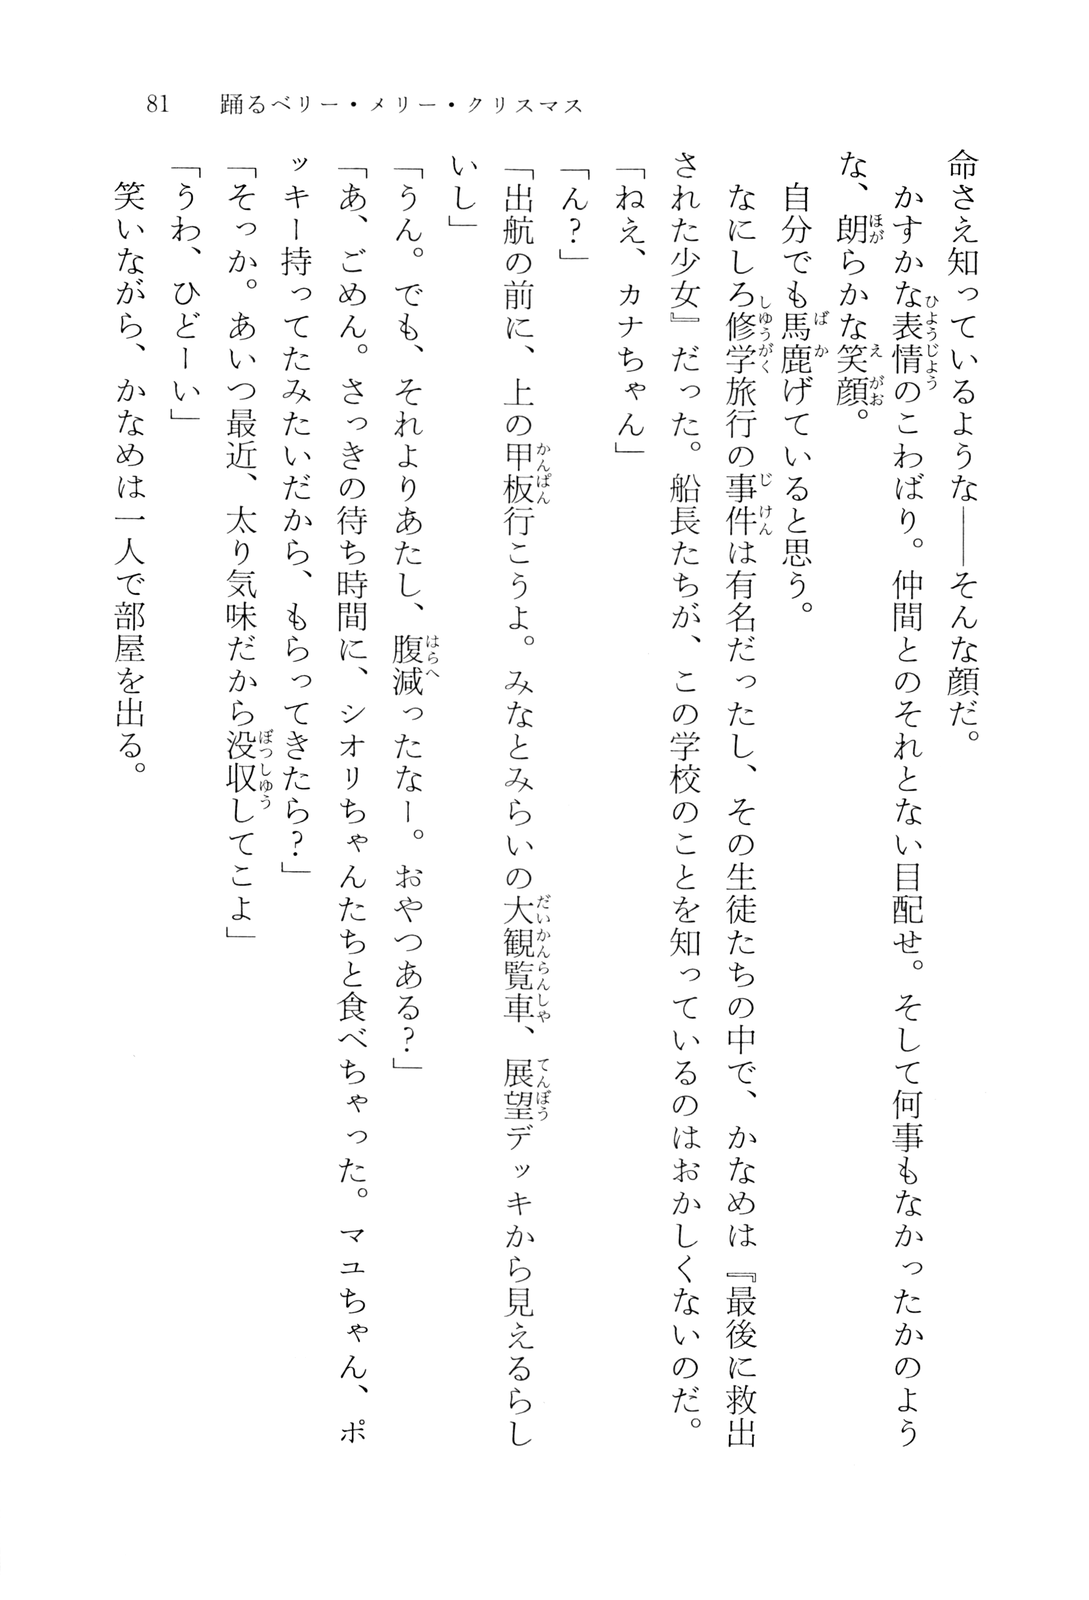 81　踊るベリー・メリー・クリスマス
命さえ知っているような――そんな顔だ。
　かすかな表情のこわばり。仲間とのそれとない目配せ。そして何事もなかったかのよう
な、朗らかな笑顔。
　自分でも馬鹿げていると思う。
　なにしろ修学旅行の事件は有名だったし、その生徒たちの中で、かなめは『最後に救出
された少女』だった。船長たちが、この学校のことを知っているのはおかしくないのだ。
「ねえ、カナちゃん」
「ん？」
「出航の前に、上の甲板行こうよ。みなとみらいの大観覧車、展望デッキから見えるらし
いし」
「うん。でも、それよりあたし、腹減ったなー。おやつある？」
「あ、ごめん。さっきの待ち時間に、シオリちゃんたちと食べちゃった。マユちゃん、ポ
ッキー持ってたみたいだから、もらってきたら？」
「そっか。あいつ最近、太り気味だから没収してこよ」
「うわ、ひどーい」
　笑いながら、かなめは一人で部屋を出る。